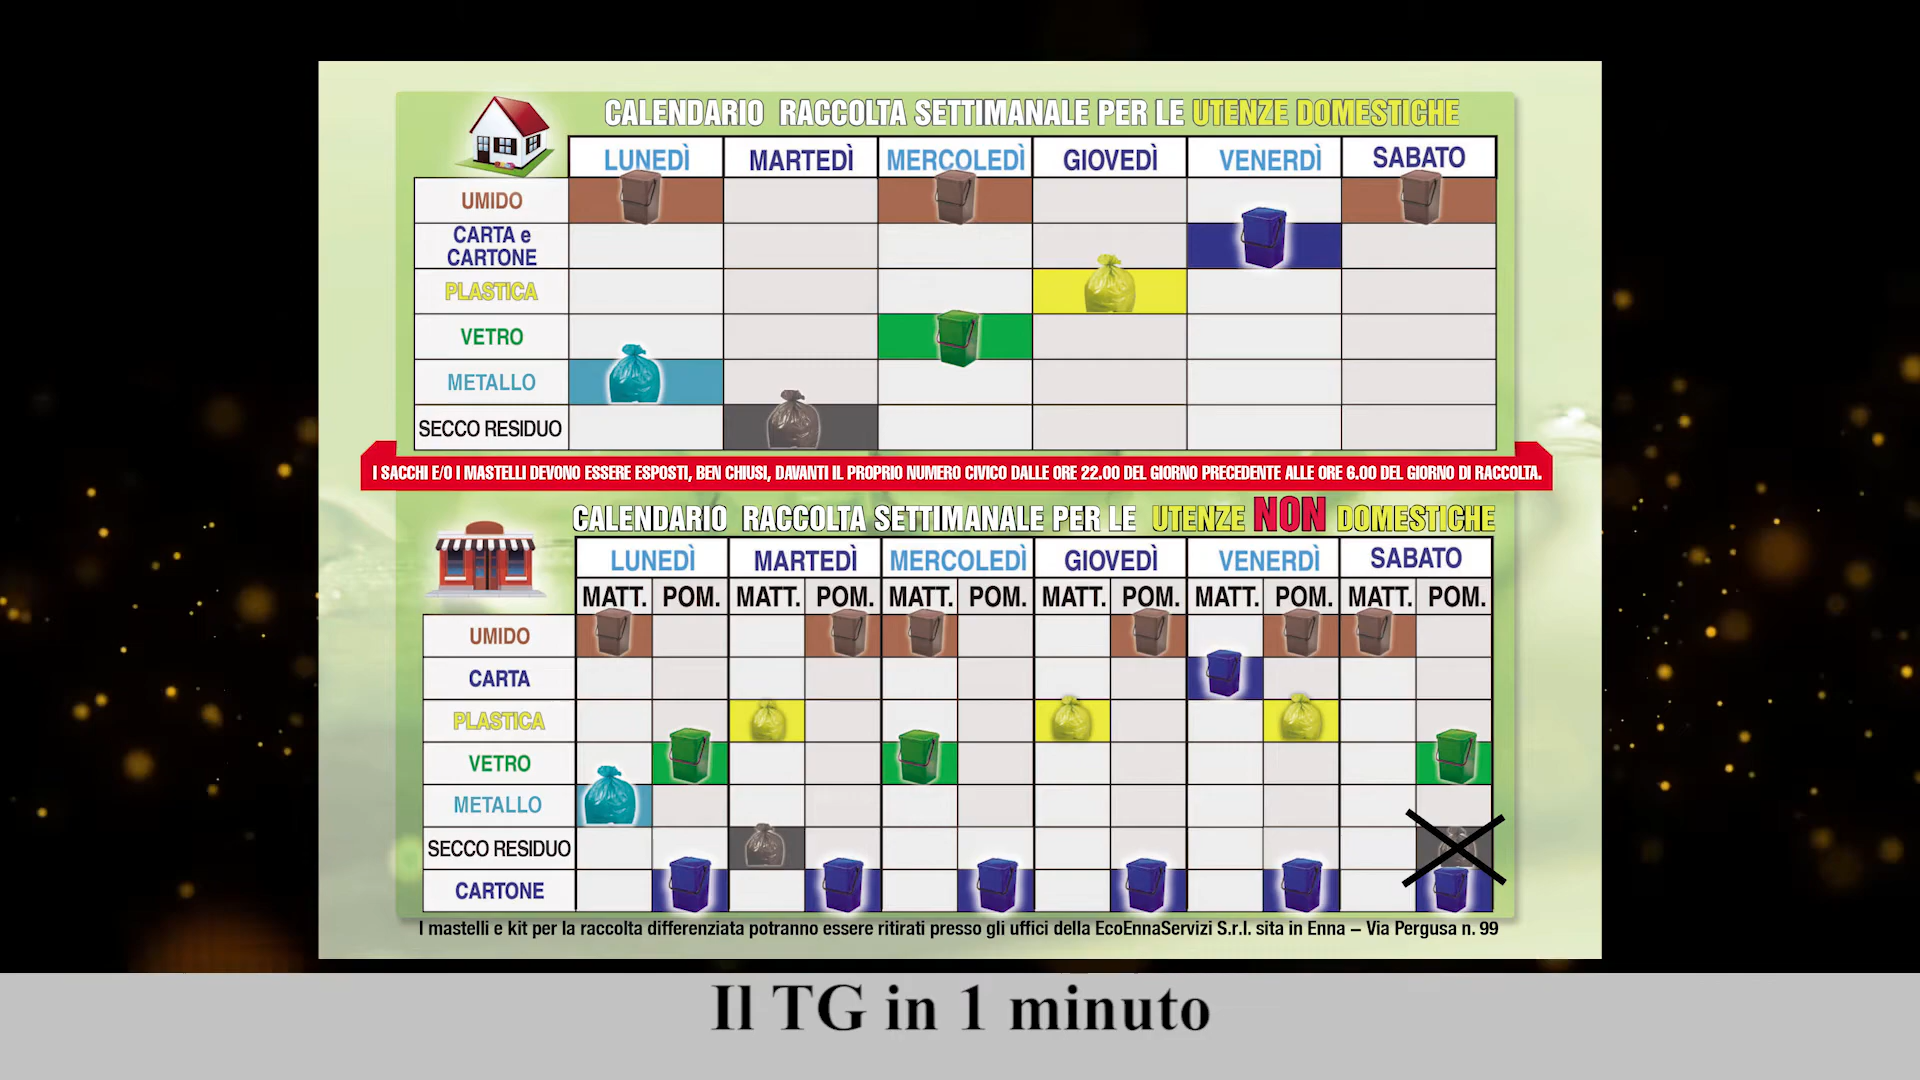 CALENDARIO RACCOLTA SETTIMANALE PER LE UTENZE DOMESTICHE
LUNEDÌ MARTEDÌ MERCOLEDÌ GIOVEDÌ VENERDÌ SABATO
UMIDO
CARTA e
CARTONE
PLASTICA
VETRO
METALLO
SECCO RESIDUO
I SACCHI E/O I MASTELLI DEVONO ESSERE ESPOSTI, BEN CHIUSI, DAVANTI IL PROPRIO NUMERO CIVICO DALLE ORE 22.00 DEL GIORNO PRECEDENTE ALLE ORE 6.00 DEL GIORNO DI RACCOLTA.
CALENDARIO RACCOLTA SETTIMANALE PER LE UTENZE NON DOMESTICHE
LUNEDÌ MARTEDÌ MERCOLEDÌ GIOVEDÌ VENERDÌ SABATO
MATT. POM. MATT. POM. MATT. POM. MATT. POM. MATT. POM. MATT. POM.
UMIDO
CARTA
PLASTICA
VETRO
METALLO
SECCO RESIDUO
CARTONE
I mastelli e kit per la raccolta differenziata potranno essere ritirati presso gli uffici della EcoEnnaServizi S.r.l. sita in Enna – Via Pergusa n. 99
Il TG in 1 minuto